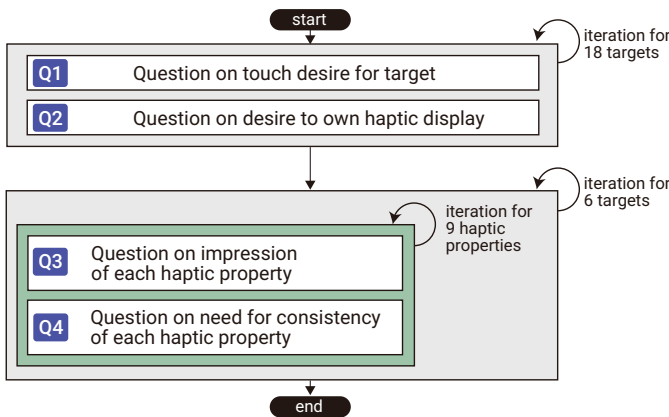 start
iteration for
18 targets
Q1 Question on touch desire for target
Q2 Question on desire to own haptic display
iteration for
6 targets
iteration for
9 haptic
properties
Q3 Question on impression
of each haptic property
Q4 Question on need for consistency
of each haptic property
end